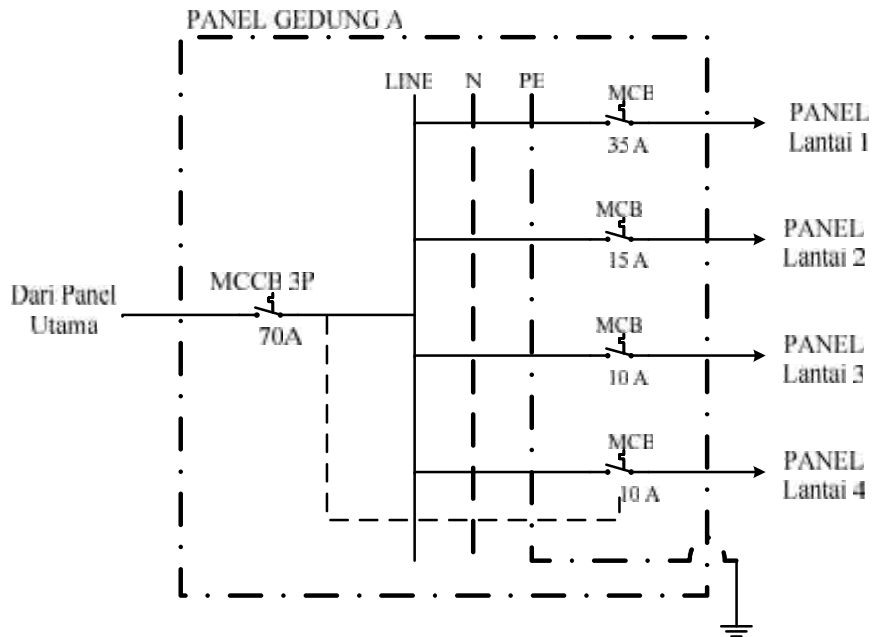 PANEL GEDUNG A
LINE N PE
MCB
35 A
PANEL
Lantai 1
MCB
15 A
PANEL
Lantai 2
Dari Panel
Utama
MCCB 3P
70A
MCB
10 A
PANEL
Lantai 3
MCB
10 A
PANEL
Lantai 4